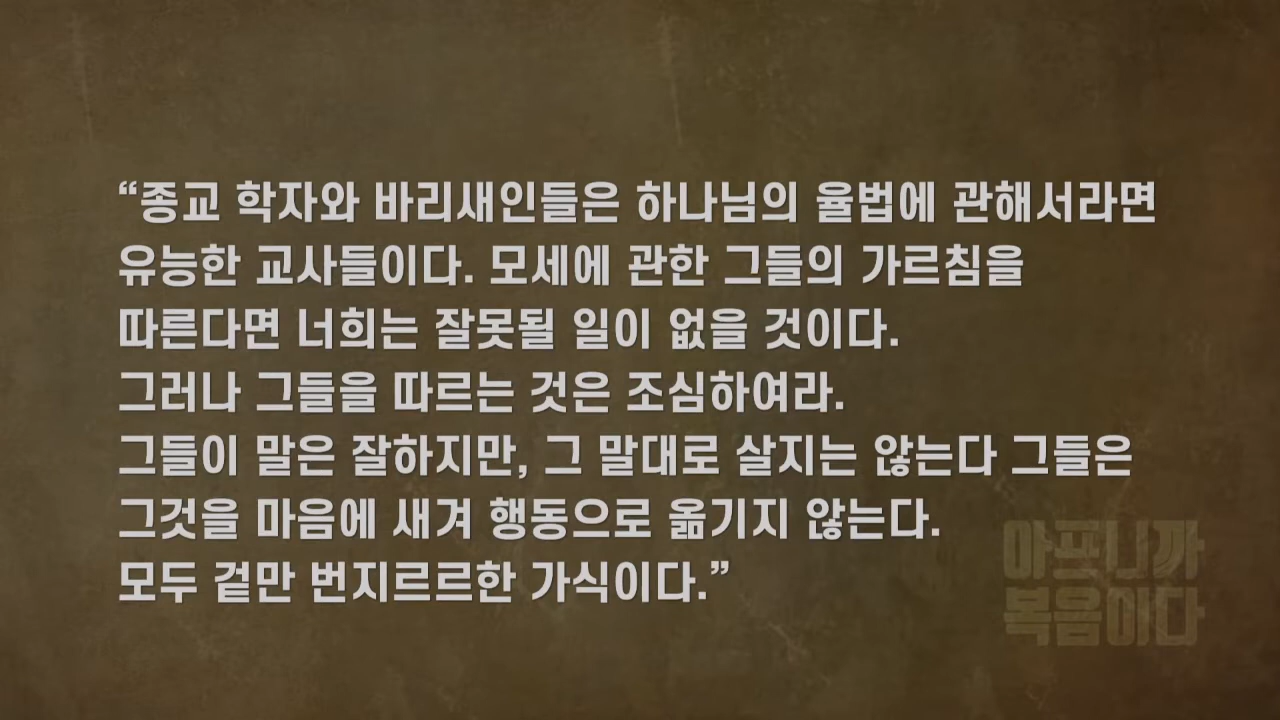 “종교 학자와 바리새인들은 하나님의 율법에 관해서라면
유능한 교사들이다. 모세에 관한 그들의 가르침을
따른다면 너희는 잘못될 일이 없을 것이다.
그러나 그들을 따르는 것은 조심하여라.
그들이 말은 잘하지만, 그 말대로 살지는 않는다 그들은
그것을 마음에 새겨 행동으로 옮기지 않는다.
모두 겉만 번지르르한 가식이다.”
아프니까
복음이다